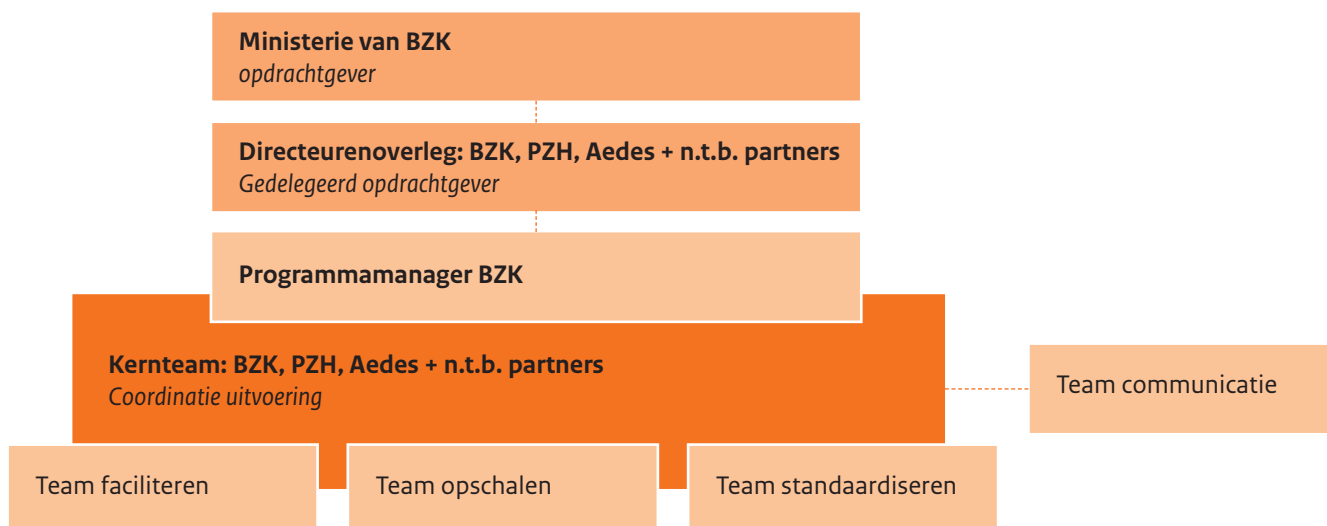 Ministerie van BZK
opdrachtgever
Directeurenoverleg: BZK, PZH, Aedes + n.t.b. partners
Gedelegeerd opdrachtgever
Programmamanager BZK
Kernteam: BZK, PZH, Aedes + n.t.b. partners
Coordinatie uitvoering
Team communicatie
Team faciliteren
Team opschalen
Team standaardiseren